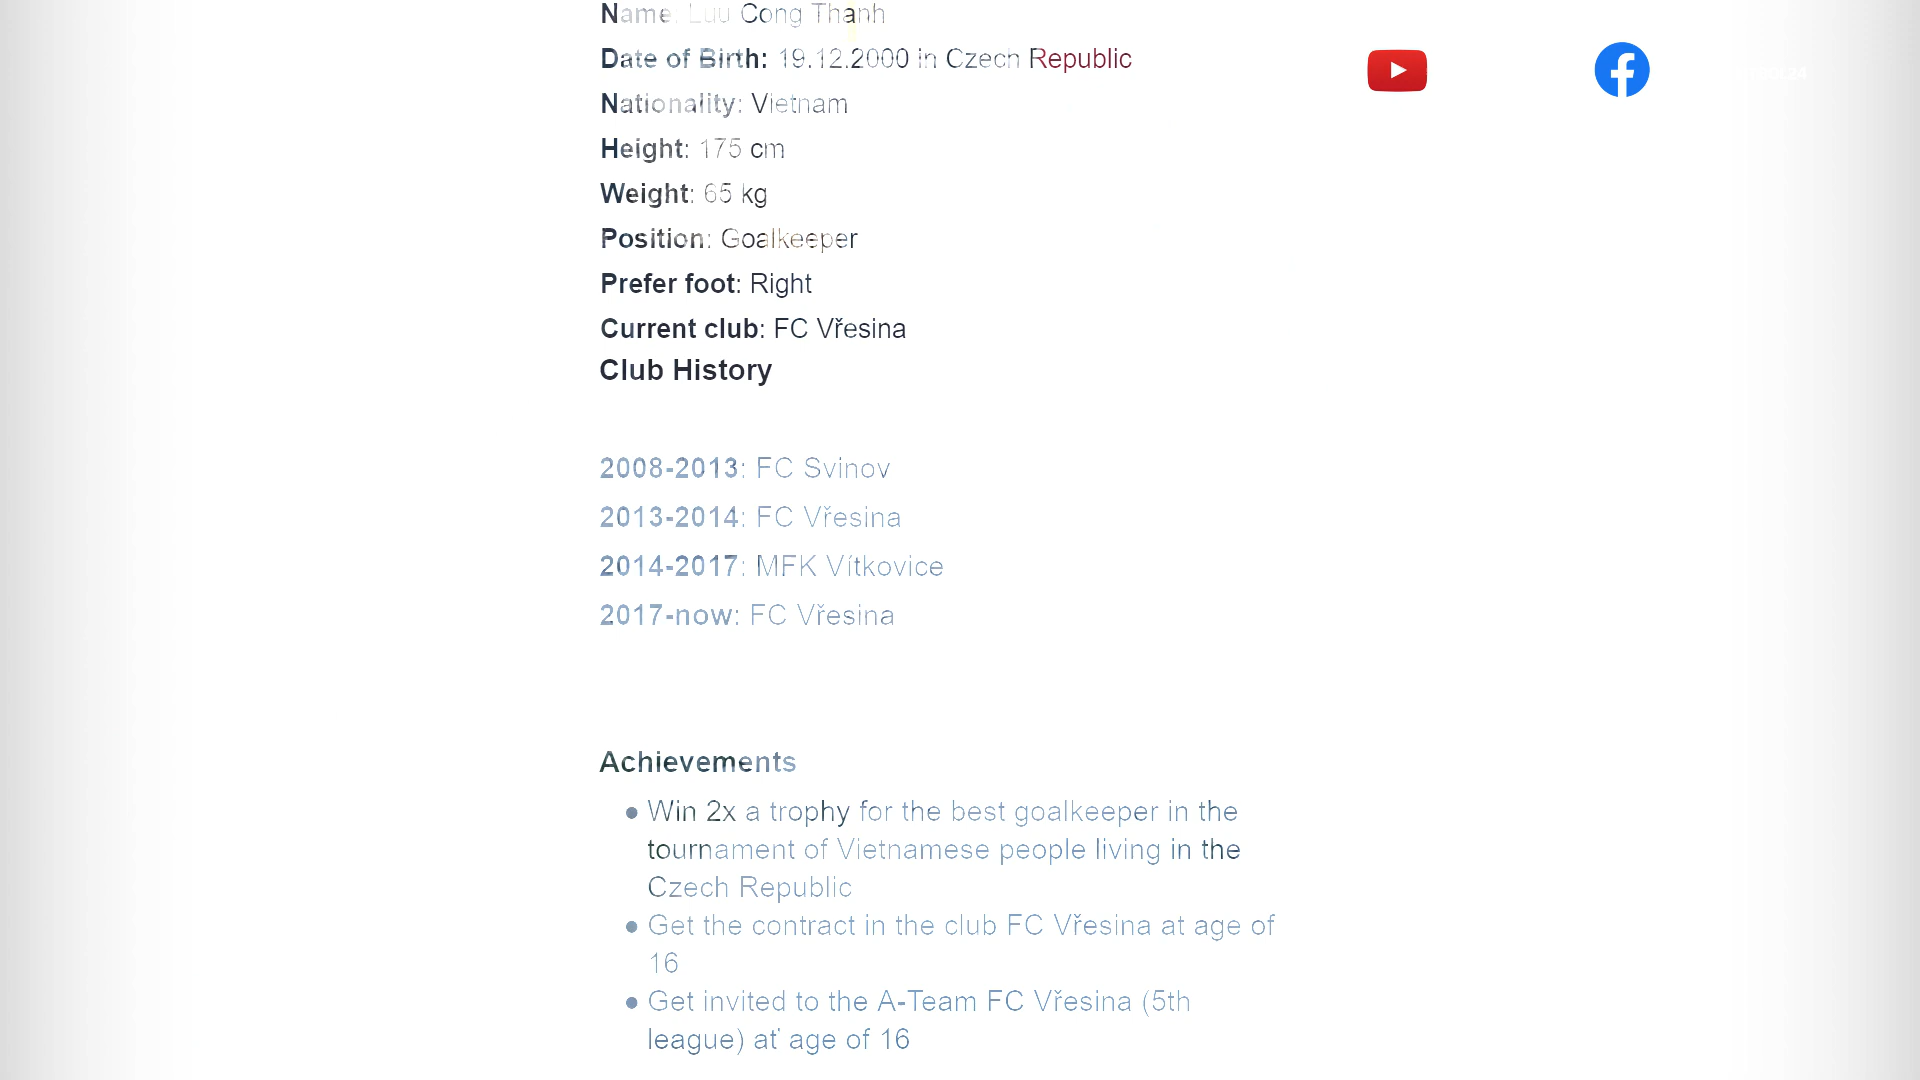 Name: Luu Cong Thanh
Date of Birth: 19.12.2000 in Czech Republic
Nationality: Vietnam
Height: 175 cm
Weight: 65 kg
Position: Goalkeeper
Prefer foot: Right
Current club: FC Vřesina
Club History
2008-2013: FC Svinov
2013-2014: FC Vřesina
2014-2017: MFK Vítkovice
2017-now: FC Vřesina
Achievements
● Win 2x a trophy for the best goalkeeper in the
tournament of Vietnamese people living in the
Czech Republic
● Get the contract in the club FC Vřesina at age of
16
● Get invited to the A-Team FC Vřesina (5th
league) at age of 16